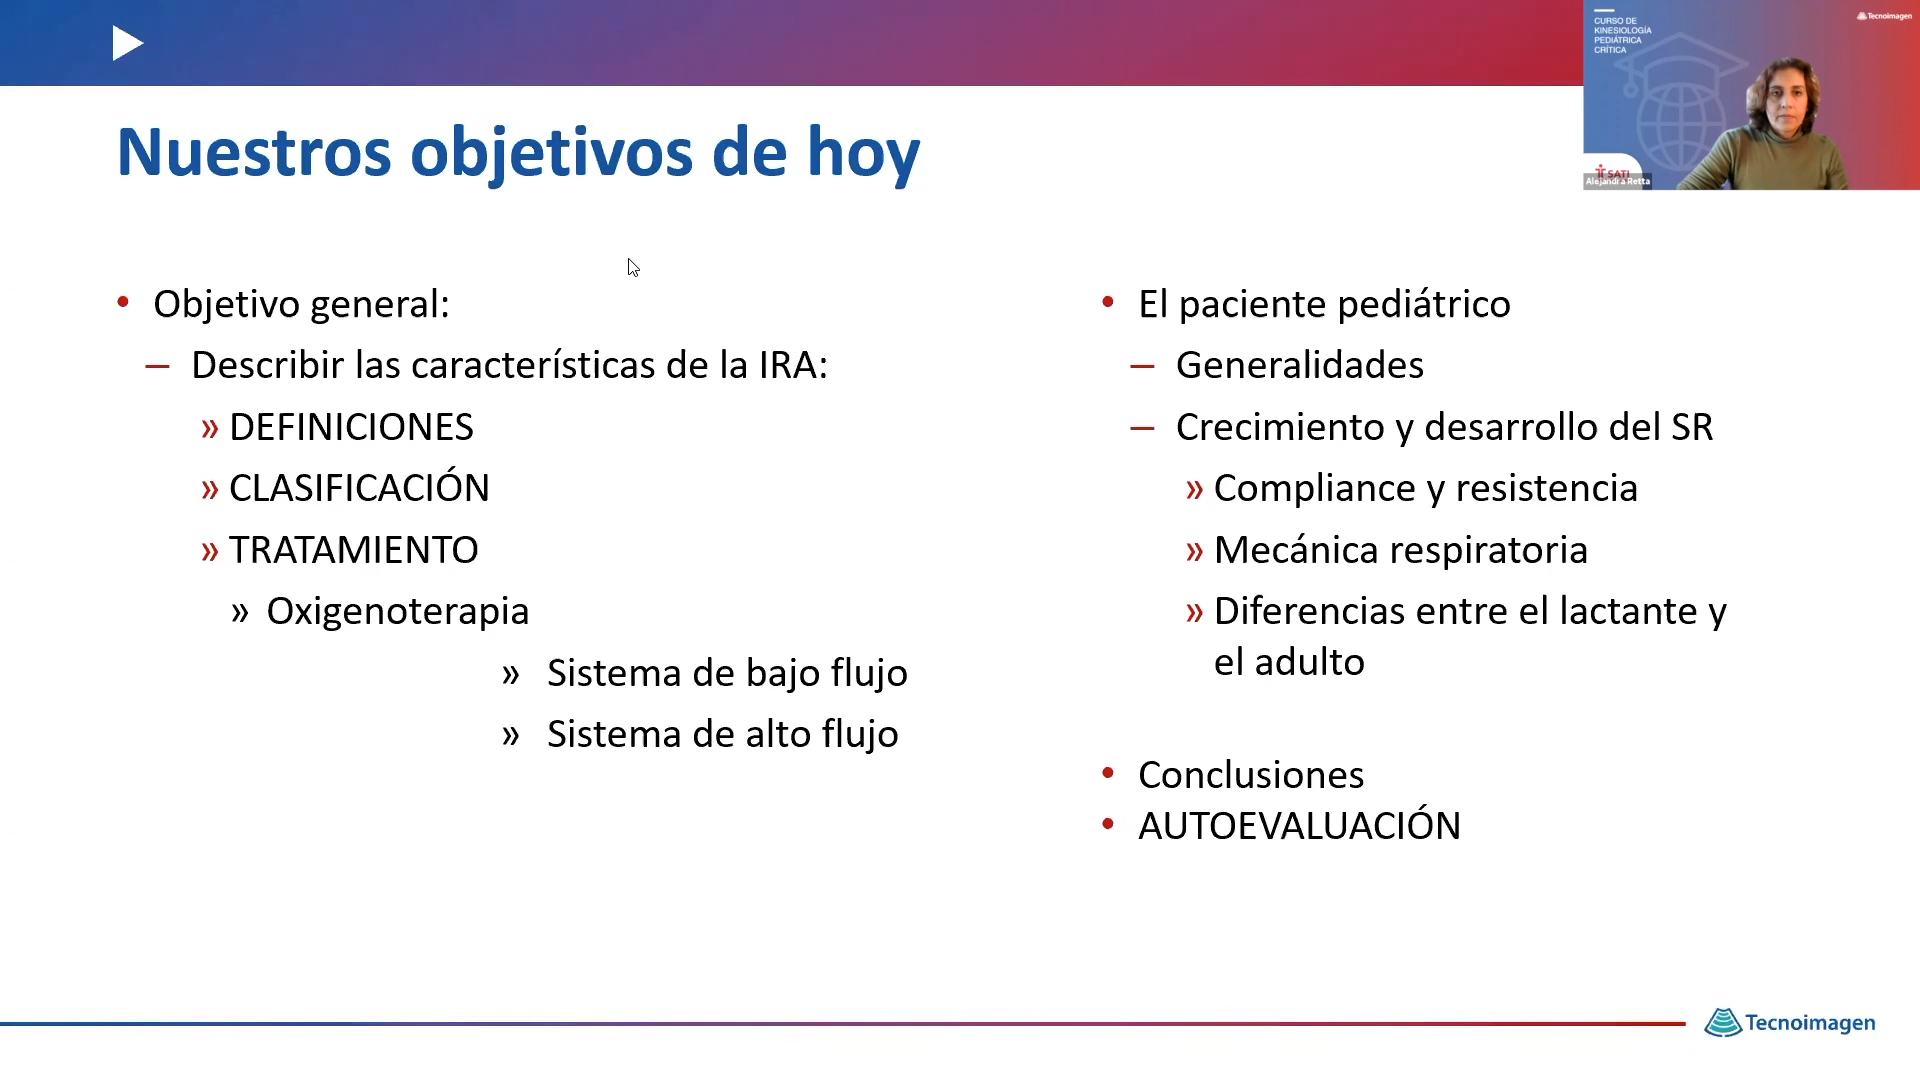 CURSO DE
KINESIOLOGÍA
PEDIÁTRICA
CRÍTICA
Tecnoimagen
SATI
Alejandra Retta
Nuestros objetivos de hoy
• Objetivo general:
– Describir las características de la IRA:
» DEFINICIONES
» CLASIFICACIÓN
» TRATAMIENTO
» Oxigenoterapia
» Sistema de bajo flujo
» Sistema de alto flujo
• El paciente pediátrico
– Generalidades
– Crecimiento y desarrollo del SR
» Compliance y resistencia
» Mecánica respiratoria
» Diferencias entre el lactante y
el adulto
• Conclusiones
• AUTOEVALUACIÓN
Tecnoimagen